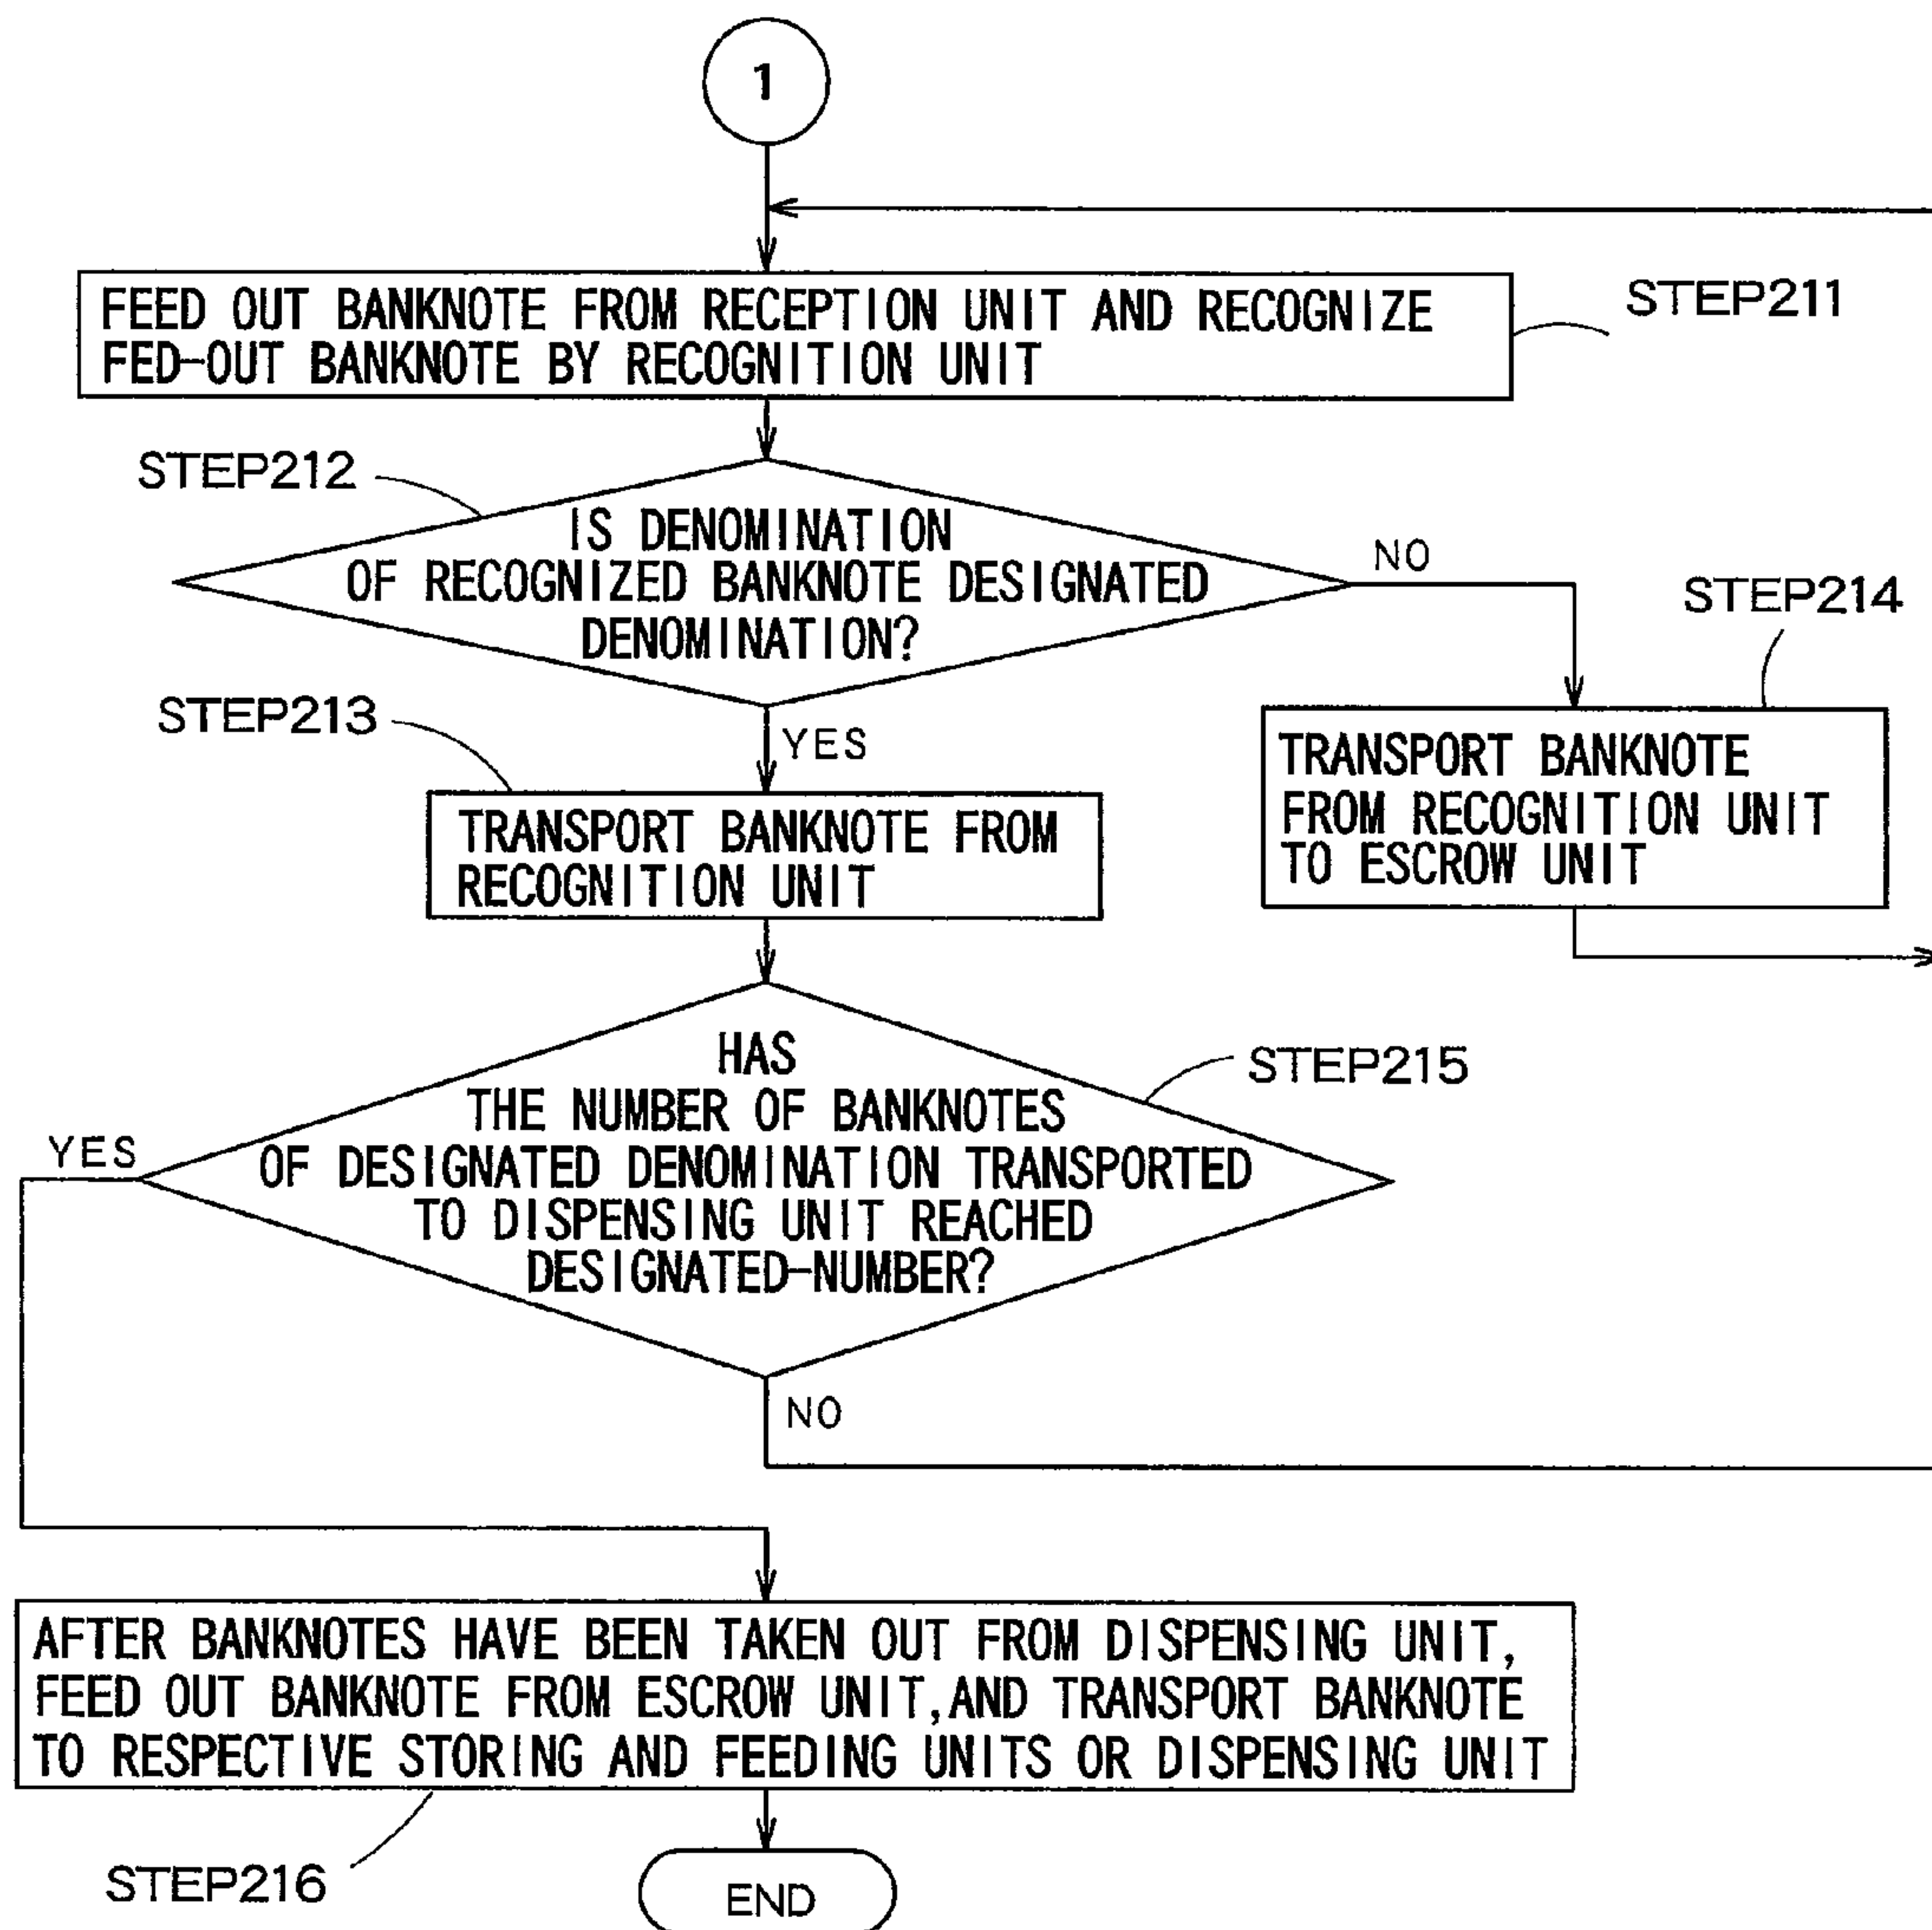 1
FEED OUT BANKNOTE FROM RECEPTION UNIT AND RECOGNIZE
FED-OUT BANKNOTE BY RECOGNITION UNIT
STEP211
STEP212
IS DENOMINATION
OF RECOGNIZED BANKNOTE DESIGNATED
DENOMINATION?
NO
STEP214
STEP213
YES
TRANSPORT BANKNOTE
FROM RECOGNITION UNIT
TO ESCROW UNIT
TRANSPORT BANKNOTE FROM
RECOGNITION UNIT
HAS
THE NUMBER OF BANKNOTES
OF DESIGNATED DENOMINATION TRANSPORTED
TO DISPENSING UNIT REACHED
DESIGNATED-NUMBER?
STEP215
YES
NO
AFTER BANKNOTES HAVE BEEN TAKEN OUT FROM DISPENSING UNIT,
FEED OUT BANKNOTE FROM ESCROW UNIT,AND TRANSPORT BANKNOTE
TO RESPECTIVE STORING AND FEEDING UNITS OR DISPENSING UNIT
STEP216
END